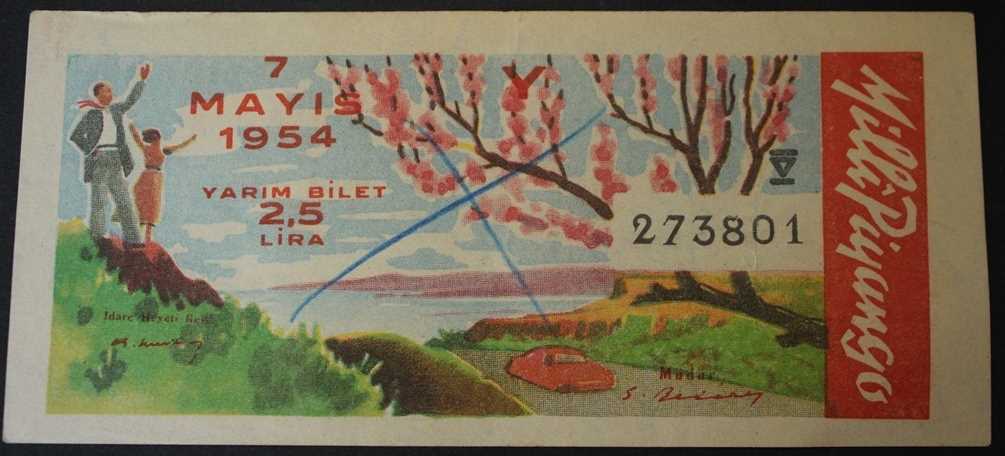 7
MAYIS
1954
Y
YARIM BİLET
2,5
LİRA
V
273801
Millî Piyango
İdare Heyeti Reisi
Müdür